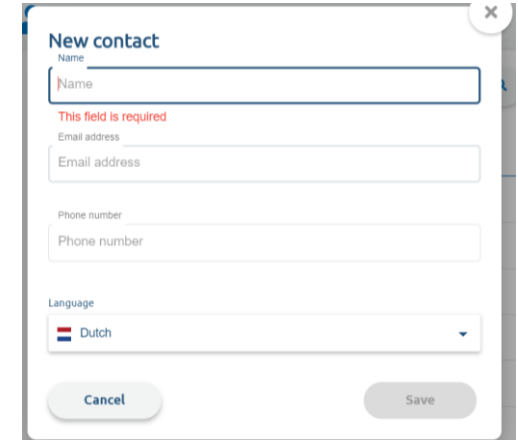 New contact
Name
Name
This field is required
Email address
Email address
Phone number
Phone number
Language
Dutch
Cancel
Save